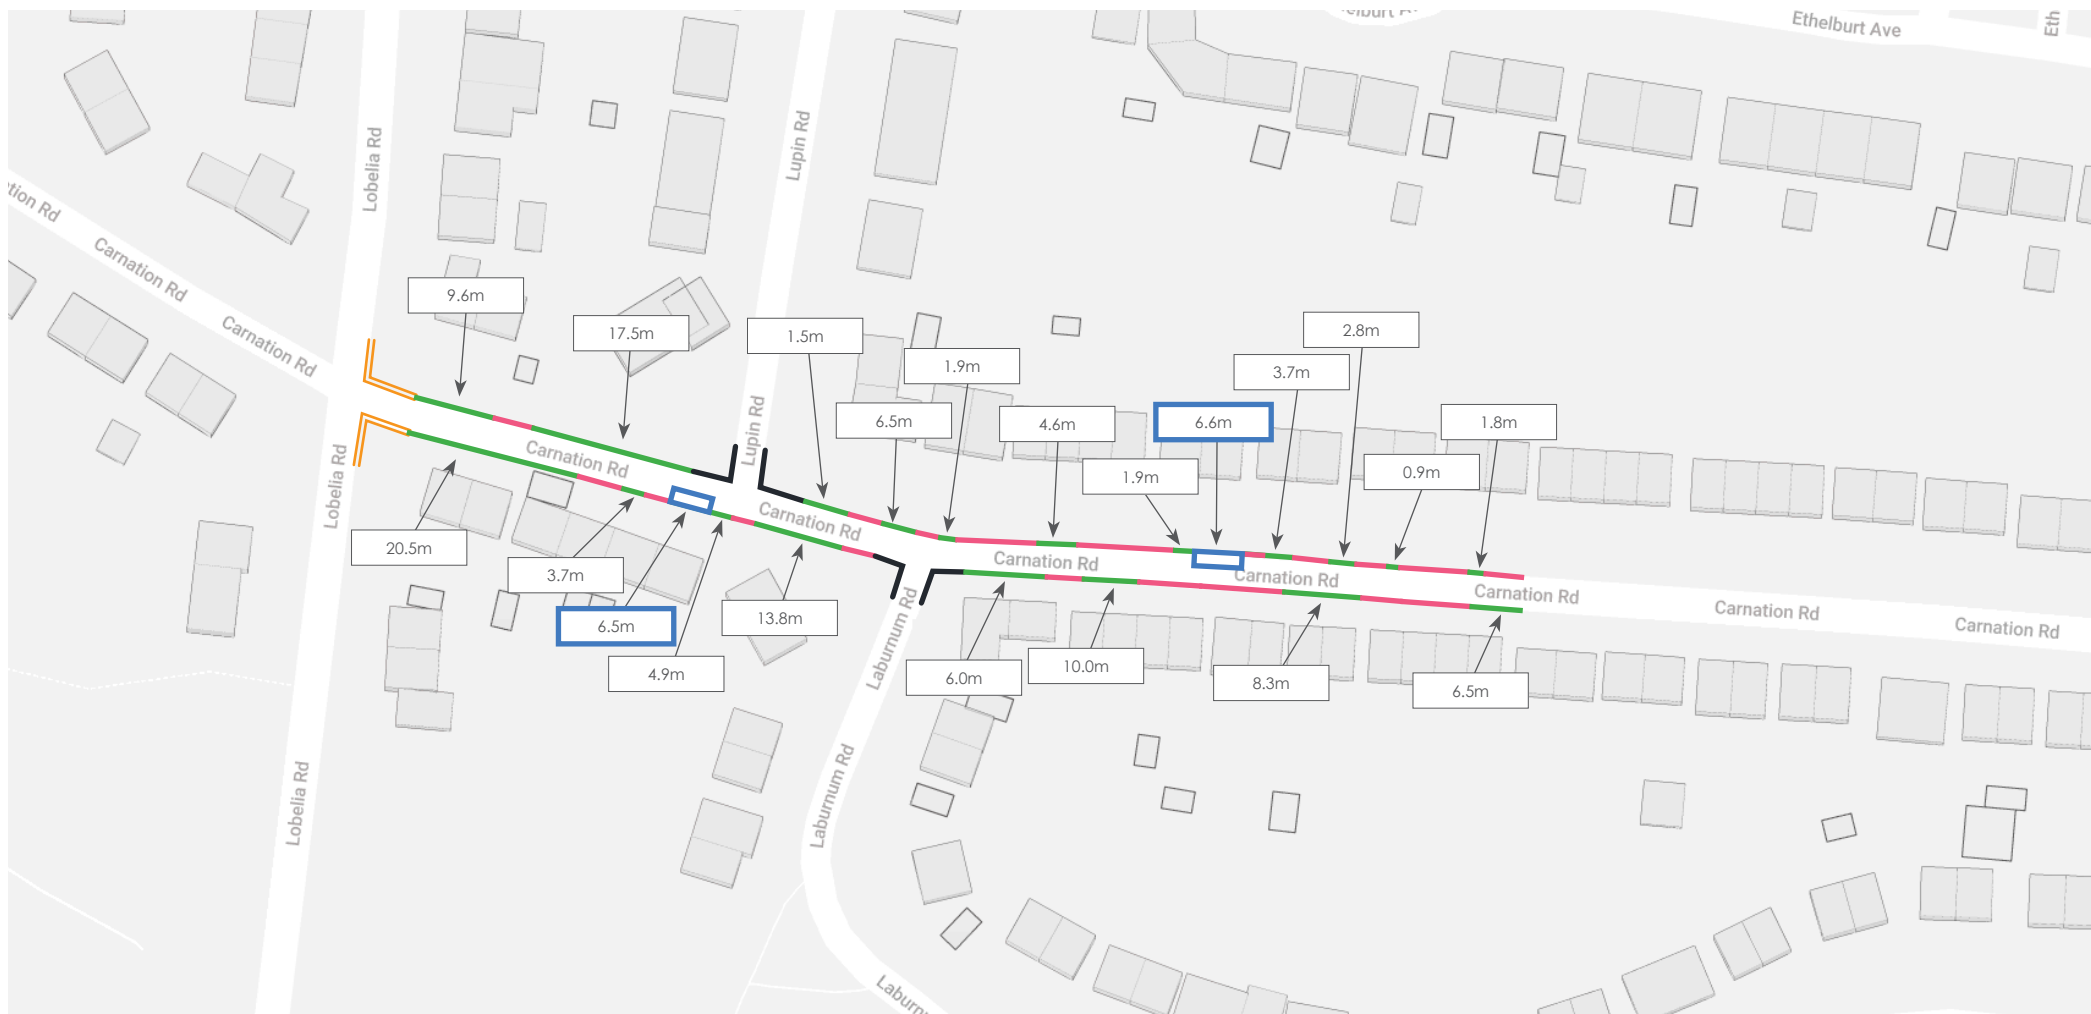 elburt Av
Ethelburt Ave
Eth
Lupin Rd
Lobelia Rd
tion Rd
Carnation Rd
9.6m
Carnation Rd
17.5m
1.5m
2.8m
1.9m
3.7m
Lupin Rd
6.5m
4.6m
6.6m
1.8m
Carnation Rd
1.9m
0.9m
Lobelia Rd
Carnation Rd
20.5m
Carnation Rd
Carnation Rd
Carnation Rd
Carnation Rd
Carnation Rd
3.7m
6.5m
13.8m
Laburnum Rd
4.9m
6.0m
10.0m
8.3m
6.5m
Lobelia Rd
Laburnum Rd
Laburnu